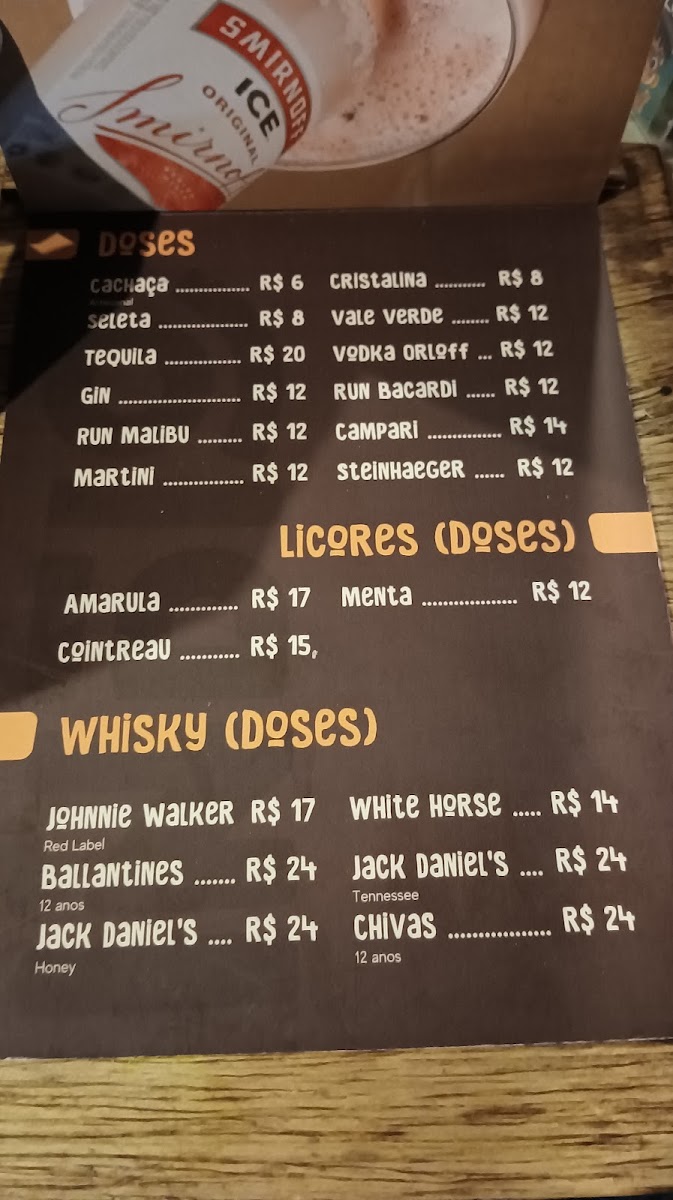 SMIRNOFF
ICE
ORIGINAL
Smirno
DOSES
CACHAÇA ............... R$ 6 CRISTALINA ........... R$ 8
Artesanal
SELETA .................. R$ 8 VALE VERDE ........ R$ 12
TEQUILA ................ R$ 20 VODKA ORLOFF ... R$ 12
GIN ......................... R$ 12 RUN BACARDI ...... R$ 12
RUN MALIBU ......... R$ 12 CAMPARI ............... R$ 14
MARTINI ................. R$ 12 STEINHAEGER ...... R$ 12
LICORES (DOSES)
AMARULA ............. R$ 17 MENTA .................. R$ 12
COINTREAU ........... R$ 15,
WHISKY (DOSES)
JOHNNIE WALKER R$ 17 WHITE HORSE ..... R$ 14
Red Label
BALLANTINES ....... R$ 24 JACK DANIEL'S .... R$ 24
12 anos Tennessee
JACK DANIEL'S .... R$ 24 CHIVAS .................. R$ 24
Honey 12 anos